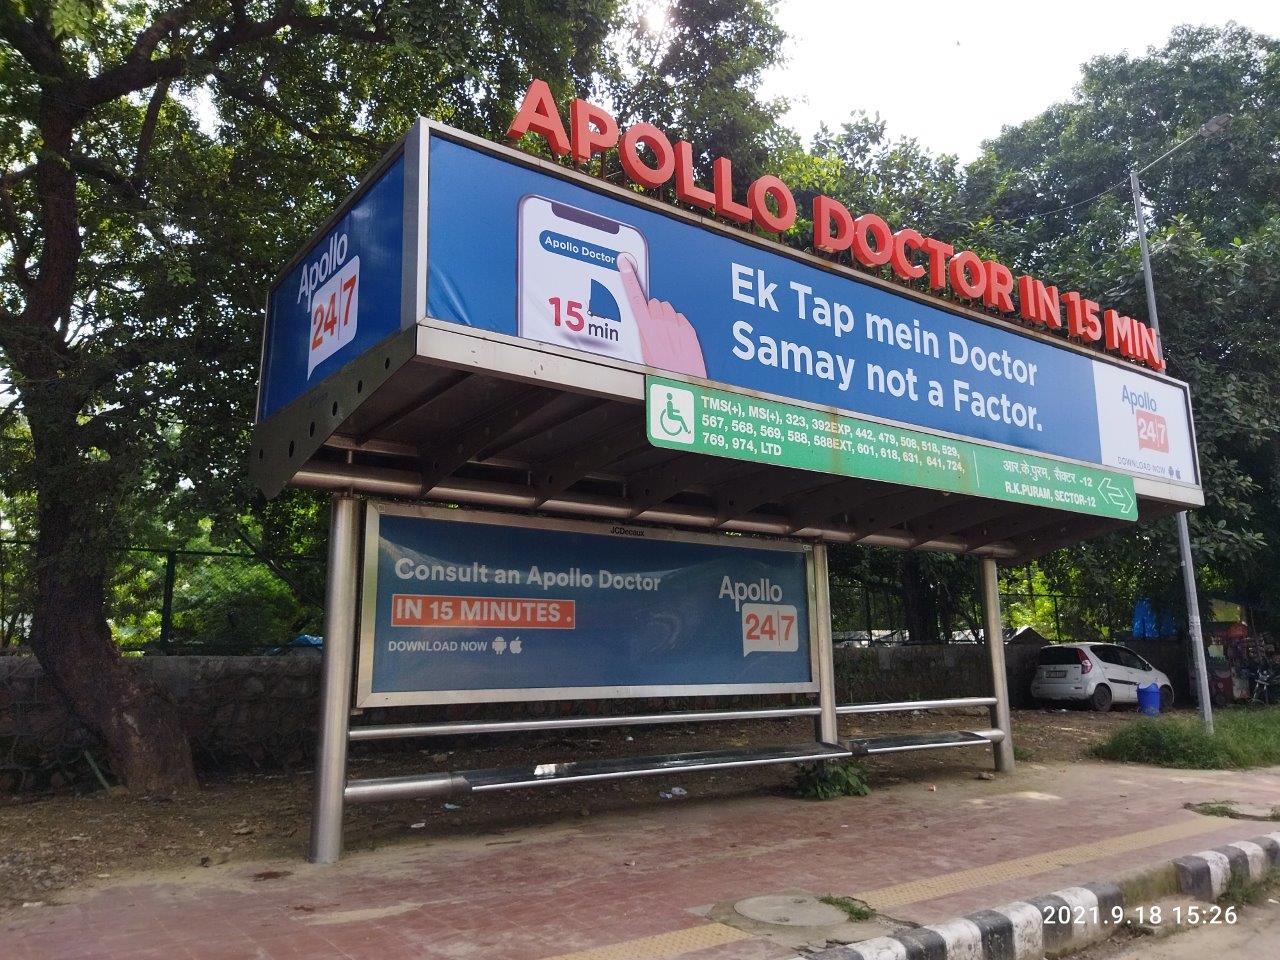 APOLLO DOCTOR IN 15 MIN.
Apollo
24|7
Apollo Doctor
15 min
Ek Tap mein Doctor
Samay not a Factor.
Apollo
24|7
DOWNLOAD NOW
TMS(+), MS(+), 323, 392EXP, 442, 479, 508, 518, 529,
567, 568, 569, 588, 588EXT, 601, 618, 631, 641, 724,
769, 974, LTD
आर.के.पुरम, सैक्टर -12
R.K.PURAM, SECTOR-12
JCDecaux
Consult an Apollo Doctor
IN 15 MINUTES.
DOWNLOAD NOW
Apollo
24|7
2021.9.18 15:26